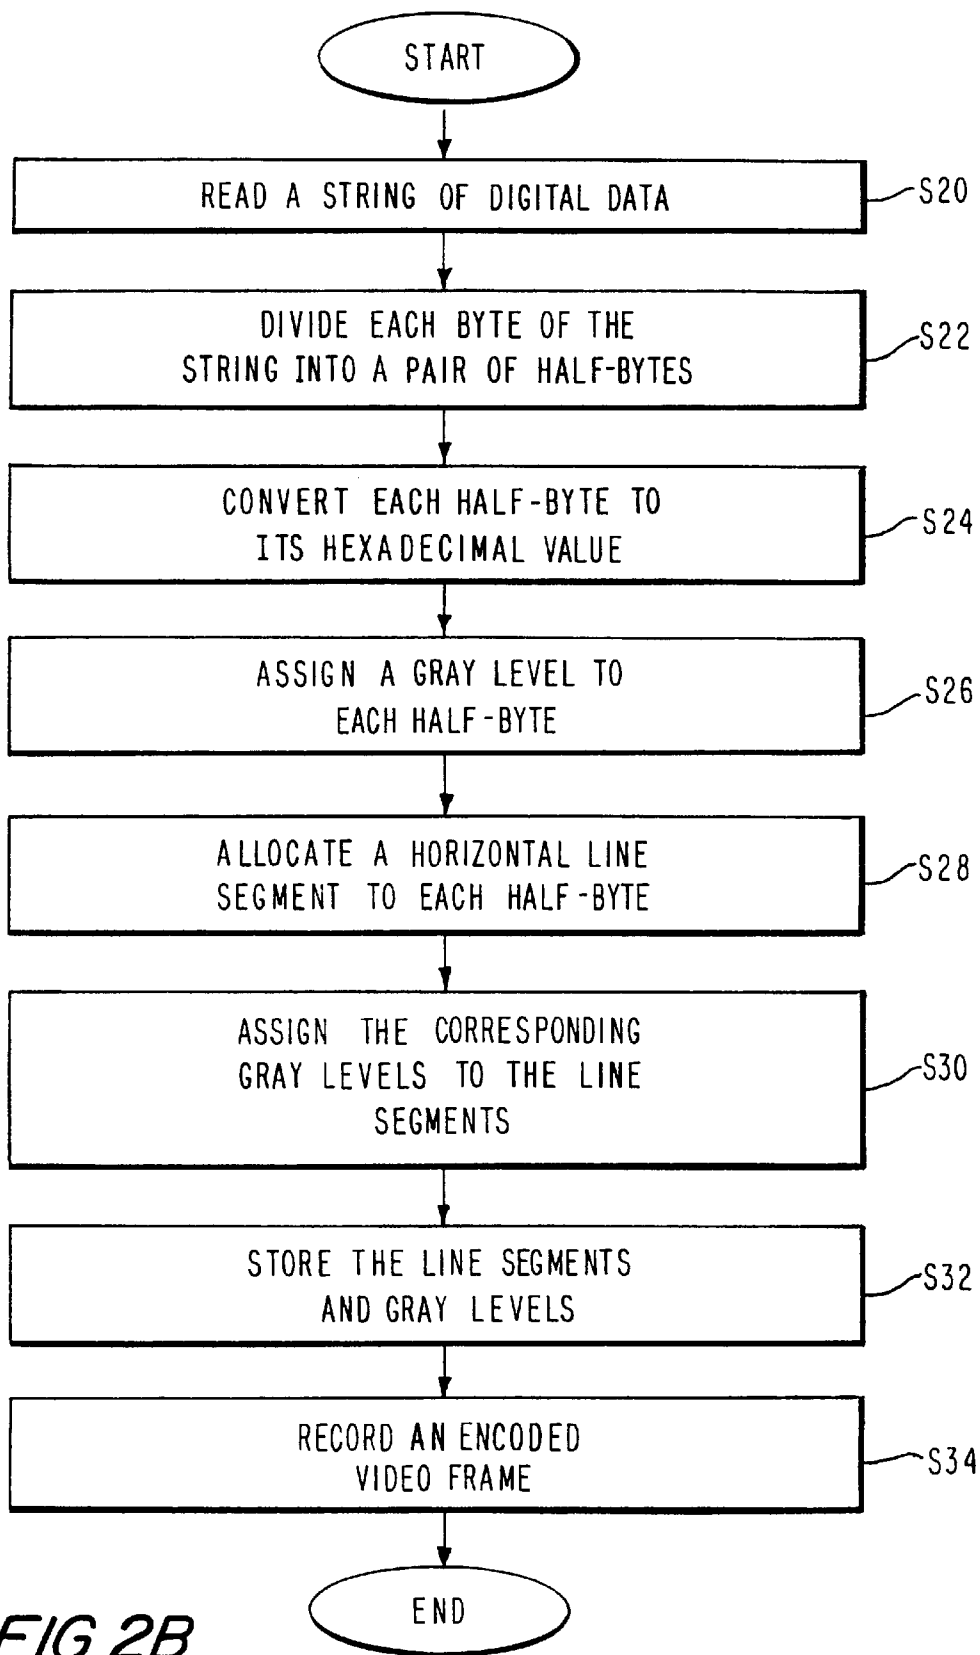 START
READ A STRING OF DIGITAL DATA
S20
DIVIDE EACH BYTE OF THE
STRING INTO A PAIR OF HALF-BYTES
S22
CONVERT EACH HALF-BYTE TO
ITS HEXADECIMAL VALUE
S24
ASSIGN A GRAY LEVEL TO
EACH HALF-BYTE
S26
ALLOCATE A HORIZONTAL LINE
SEGMENT TO EACH HALF-BYTE
S28
ASSIGN THE CORRESPONDING
GRAY LEVELS TO THE LINE
SEGMENTS
S30
STORE THE LINE SEGMENTS
AND GRAY LEVELS
S32
RECORD AN ENCODED
VIDEO FRAME
S34
END
FIG 2B